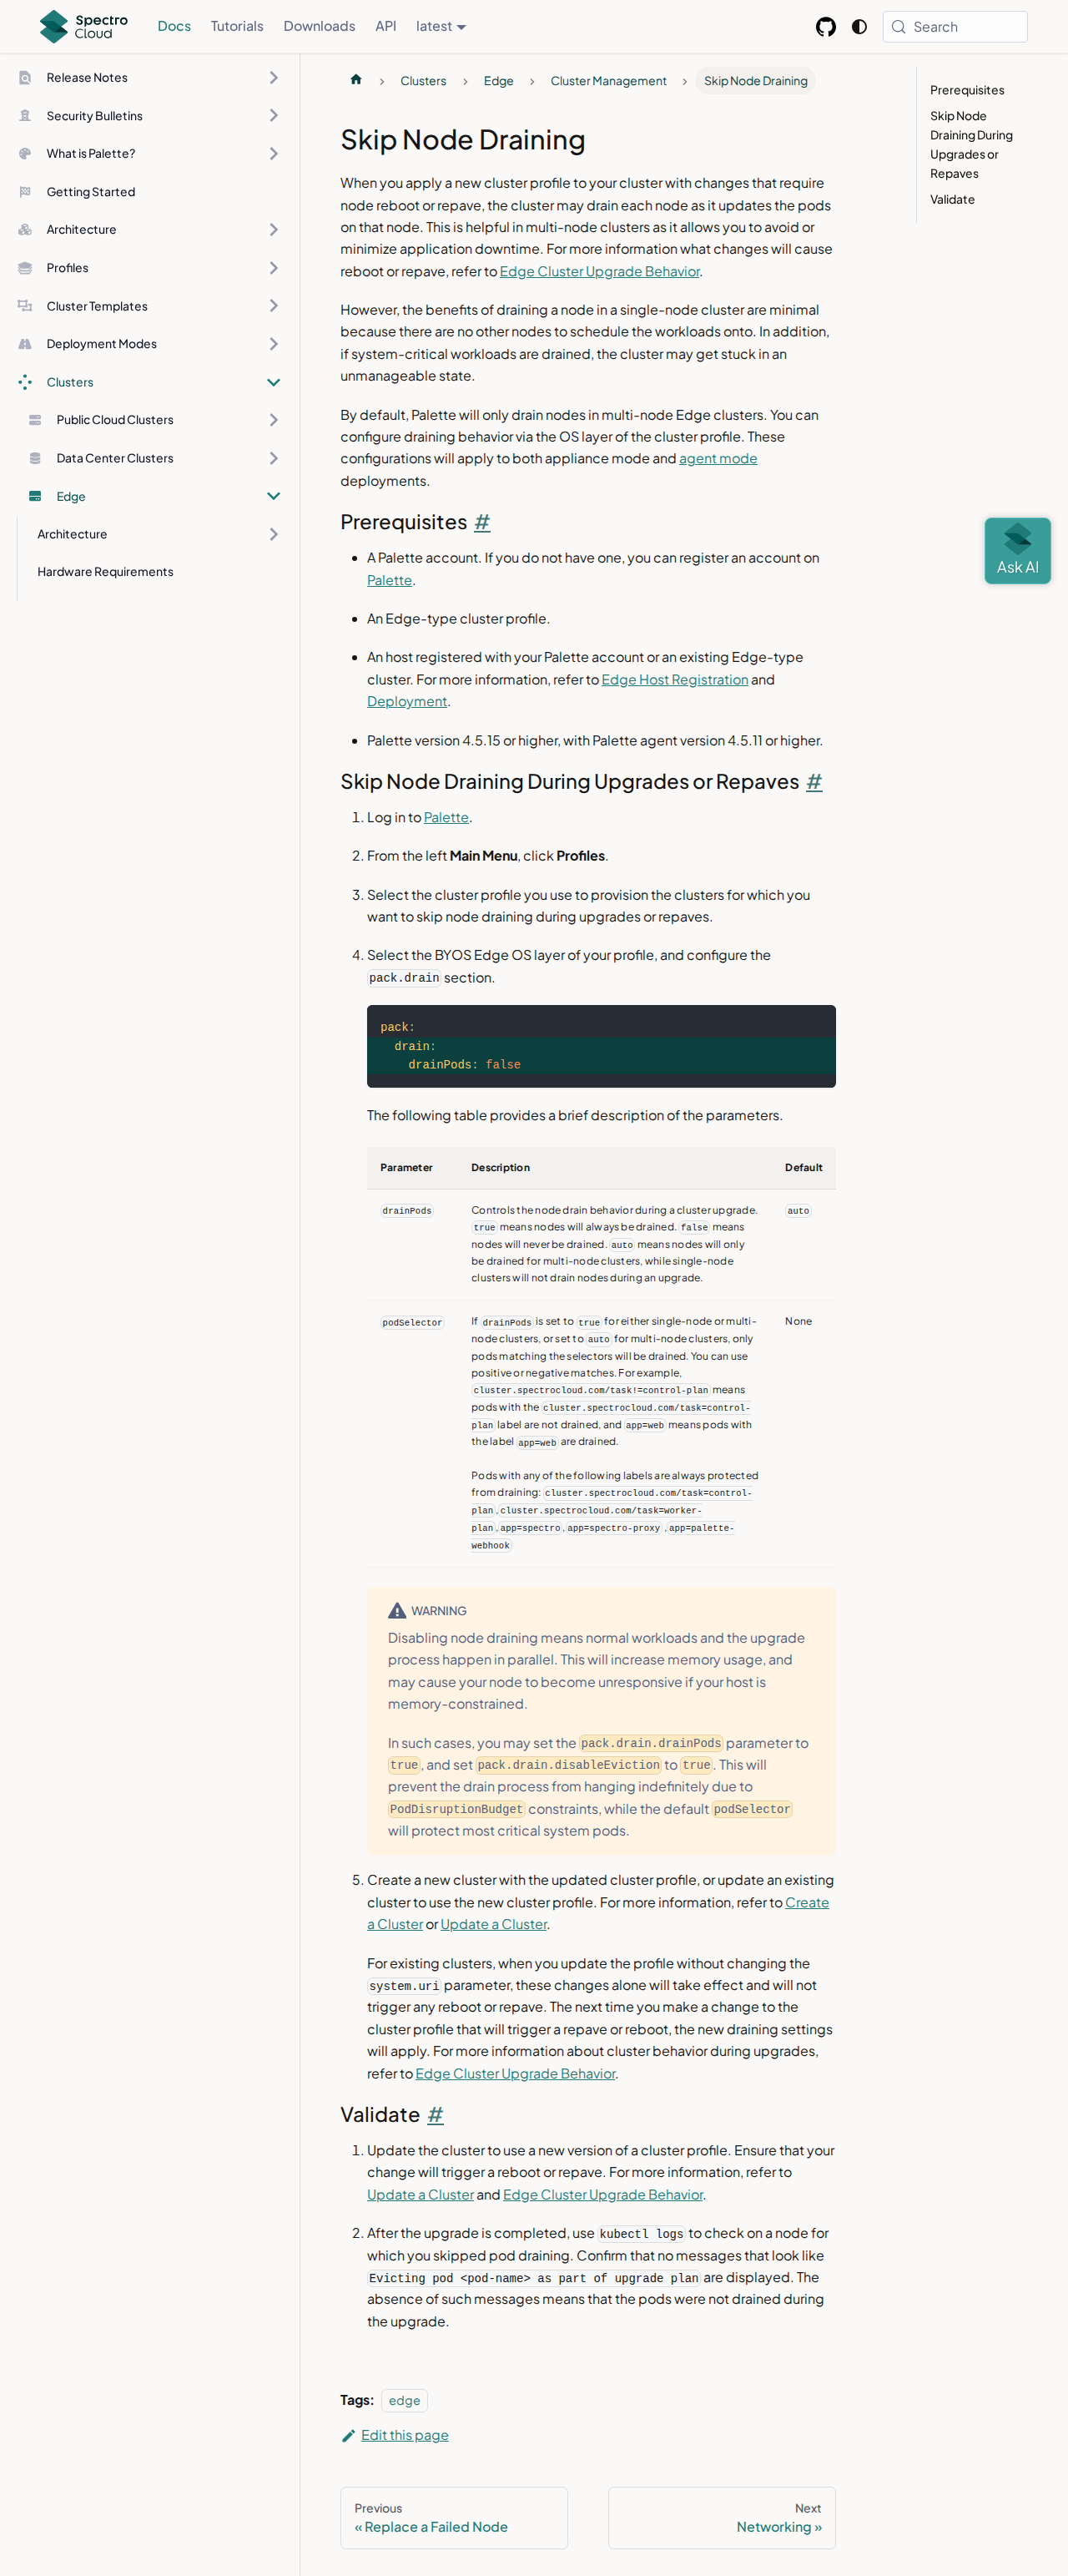 Spectro
Cloud
Docs
Tutorials
Downloads
API
latest
Search
Release Notes
Security Bulletins
What is Palette?
Getting Started
Architecture
Profiles
Cluster Templates
Deployment Modes
Clusters
Public Cloud Clusters
Data Center Clusters
Edge
Architecture
Hardware Requirements
Clusters
Edge
Cluster Management
Skip Node Draining
Skip Node Draining
When you apply a new cluster profile to your cluster with changes that require
node reboot or repave, the cluster may drain each node as it updates the pods
on that node. This is helpful in multi-node clusters as it allows you to avoid or
minimize application downtime. For more information what changes will cause
reboot or repave, refer to Edge Cluster Upgrade Behavior.
However, the benefits of draining a node in a single-node cluster are minimal
because there are no other nodes to schedule the workloads onto. In addition,
if system-critical workloads are drained, the cluster may get stuck in an
unmanageable state.
By default, Palette will only drain nodes in multi-node Edge clusters. You can
configure draining behavior via the OS layer of the cluster profile. These
configurations will apply to both appliance mode and agent mode
deployments.
Prerequisites #
A Palette account. If you do not have one, you can register an account on
Palette.
An Edge-type cluster profile.
An host registered with your Palette account or an existing Edge-type
cluster. For more information, refer to Edge Host Registration and
Deployment.
Palette version 4.5.15 or higher, with Palette agent version 4.5.11 or higher.
Skip Node Draining During Upgrades or Repaves #
1. Log in to Palette.
2. From the left Main Menu, click Profiles.
3. Select the cluster profile you use to provision the clusters for which you
want to skip node draining during upgrades or repaves.
4. Select the BYOS Edge OS layer of your profile, and configure the
pack.drain section.
pack:
drain:
drainPods: false
The following table provides a brief description of the parameters.
Parameter Description Default
drainPods Controls the node drain behavior during a cluster upgrade. auto
true means nodes will always be drained. false means
nodes will never be drained. auto means nodes will only
be drained for multi-node clusters, while single-node
clusters will not drain nodes during an upgrade.
podSelector If drainPods is set to true for either single-node or multi- None
node clusters, or set to auto for multi-node clusters, only
pods matching the selectors will be drained. You can use
positive or negative matches. For example,
cluster.spectrocloud.com/task!=control-plan means
pods with the cluster.spectrocloud.com/task=control-
plan label are not drained, and app=web means pods with
the label app=web are drained.
Pods with any of the following labels are always protected
from draining: cluster.spectrocloud.com/task=control-
plan,cluster.spectrocloud.com/task=worker-
plan,app=spectro,app=spectro-proxy ,app=palette-
webhook
WARNING
Disabling node draining means normal workloads and the upgrade
process happen in parallel. This will increase memory usage, and
may cause your node to become unresponsive if your host is
memory-constrained.
In such cases, you may set the pack.drain.drainPods parameter to
true, and set pack.drain.disableEviction to true. This will
prevent the drain process from hanging indefinitely due to
PodDisruptionBudget constraints, while the default podSelector
will protect most critical system pods.
5. Create a new cluster with the updated cluster profile, or update an existing
cluster to use the new cluster profile. For more information, refer to Create
a Cluster or Update a Cluster.
For existing clusters, when you update the profile without changing the
system.uri parameter, these changes alone will take effect and will not
trigger any reboot or repave. The next time you make a change to the
cluster profile that will trigger a repave or reboot, the new draining settings
will apply. For more information about cluster behavior during upgrades,
refer to Edge Cluster Upgrade Behavior.
Validate #
1. Update the cluster to use a new version of a cluster profile. Ensure that your
change will trigger a reboot or repave. For more information, refer to
Update a Cluster and Edge Cluster Upgrade Behavior.
2. After the upgrade is completed, use kubectl logs to check on a node for
which you skipped pod draining. Confirm that no messages that look like
Evicting pod <pod-name> as part of upgrade plan are displayed. The
absence of such messages means that the pods were not drained during
the upgrade.
Tags: edge
Edit this page
Previous
« Replace a Failed Node
Next
Networking »
Prerequisites
Skip Node
Draining During
Upgrades or
Repaves
Validate
Ask AI